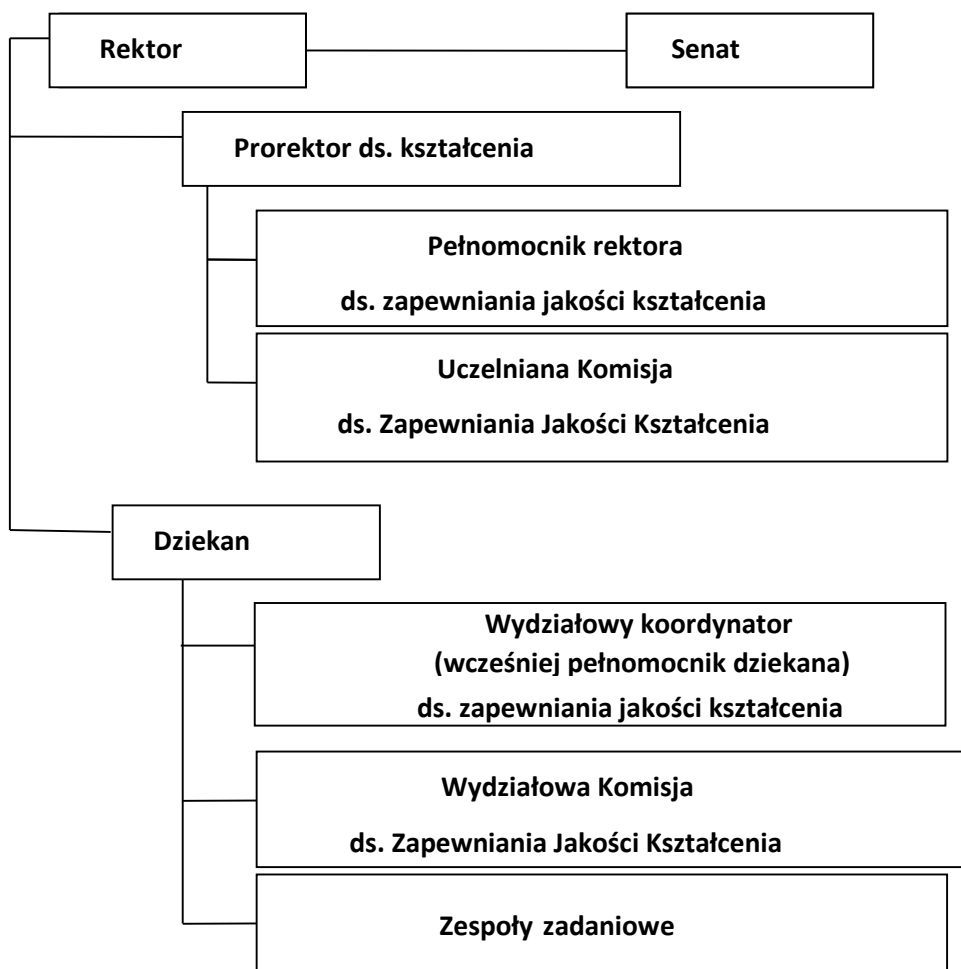 Rektor
Senat
Prorektor ds. kształcenia
Pełnomocnik rektora
ds. zapewniania jakości kształcenia
Uczelniana Komisja
ds. Zapewniania Jakości Kształcenia
Dziekan
Wydziałowy koordynator
(wcześniej pełnomocnik dziekana)
ds. zapewniania jakości kształcenia
Wydziałowa Komisja
ds. Zapewniania Jakości Kształcenia
Zespoły zadaniowe